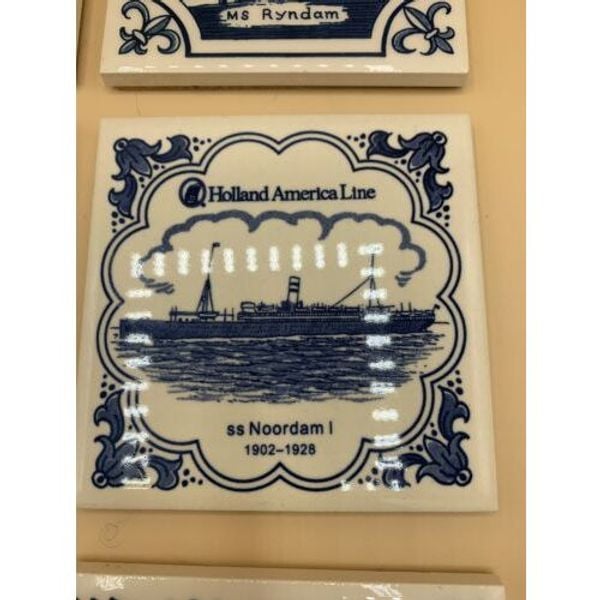 MS Ryndam
Holland America Line
ss Noordam I
1902–1928